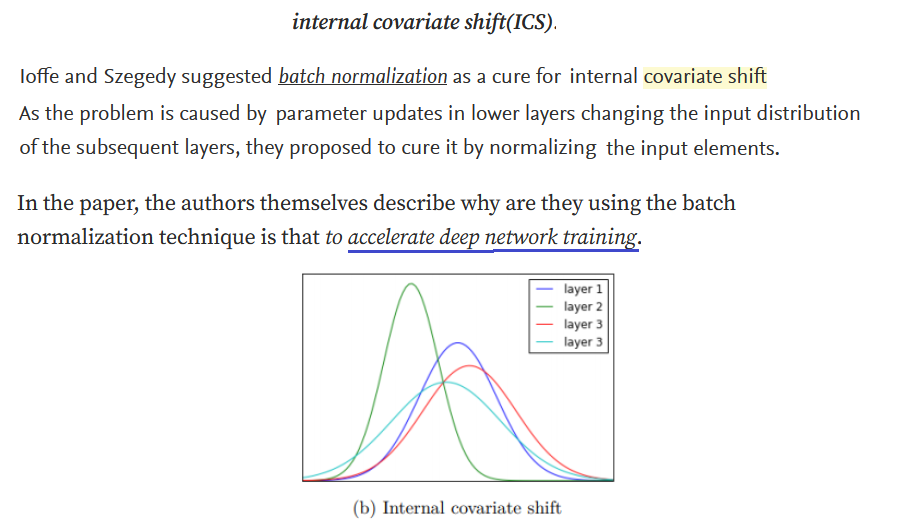 internal covariate shift(ICS).
Ioffe and Szegedy suggested batch normalization as a cure for internal covariate shift
As the problem is caused by parameter updates in lower layers changing the input distribution
of the subsequent layers, they proposed to cure it by normalizing the input elements.
In the paper, the authors themselves describe why are they using the batch
normalization technique is that to accelerate deep network training.
layer 1
layer 2
layer 3
layer 3
(b) Internal covariate shift